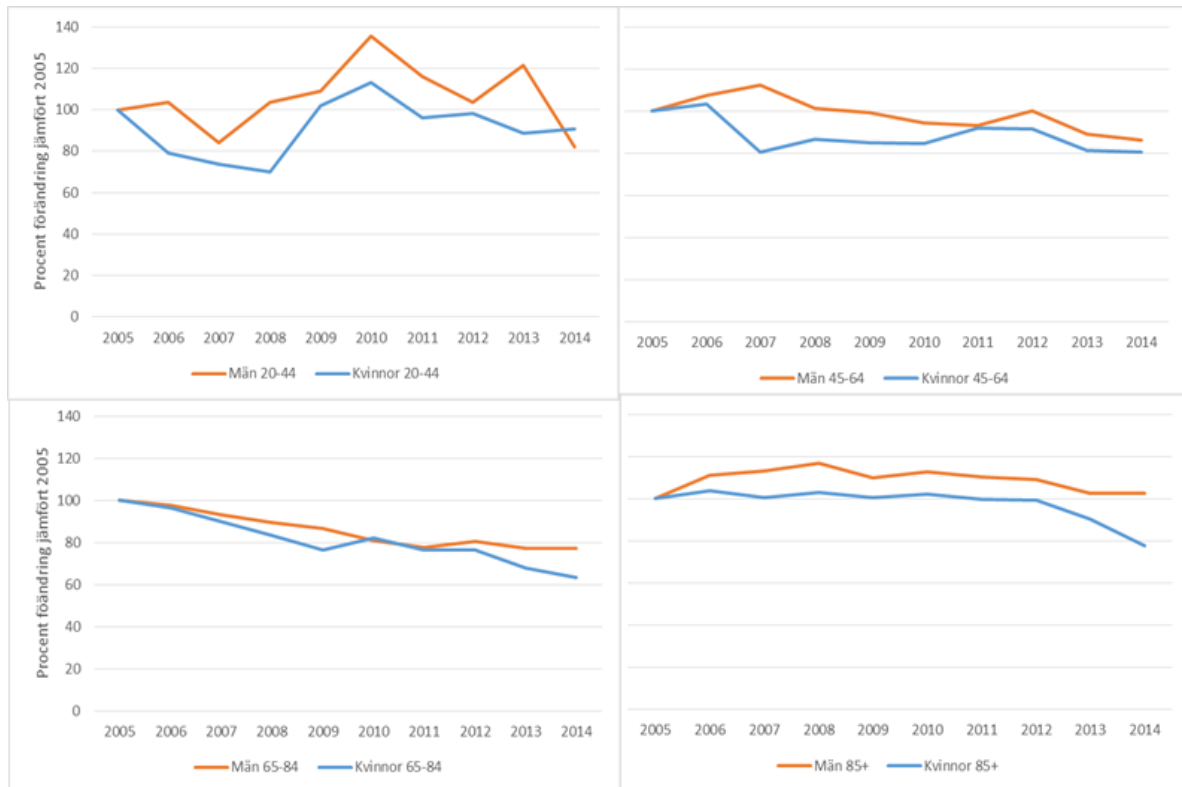 Procent förändring jämfört 2005
140
120
100
80
60
40
20
0
2005 2006 2007 2008 2009 2010 2011 2012 2013 2014
Män 20-44 Kvinnor 20-44
2005 2006 2007 2008 2009 2010 2011 2012 2013 2014
Män 45-64 Kvinnor 45-64
Procent föändring jämfört 2005
140
120
100
80
60
40
20
0
2005 2006 2007 2008 2009 2010 2011 2012 2013 2014
Män 65-84 Kvinnor 65-84
2005 2006 2007 2008 2009 2010 2011 2012 2013 2014
Män 85+ Kvinnor 85+